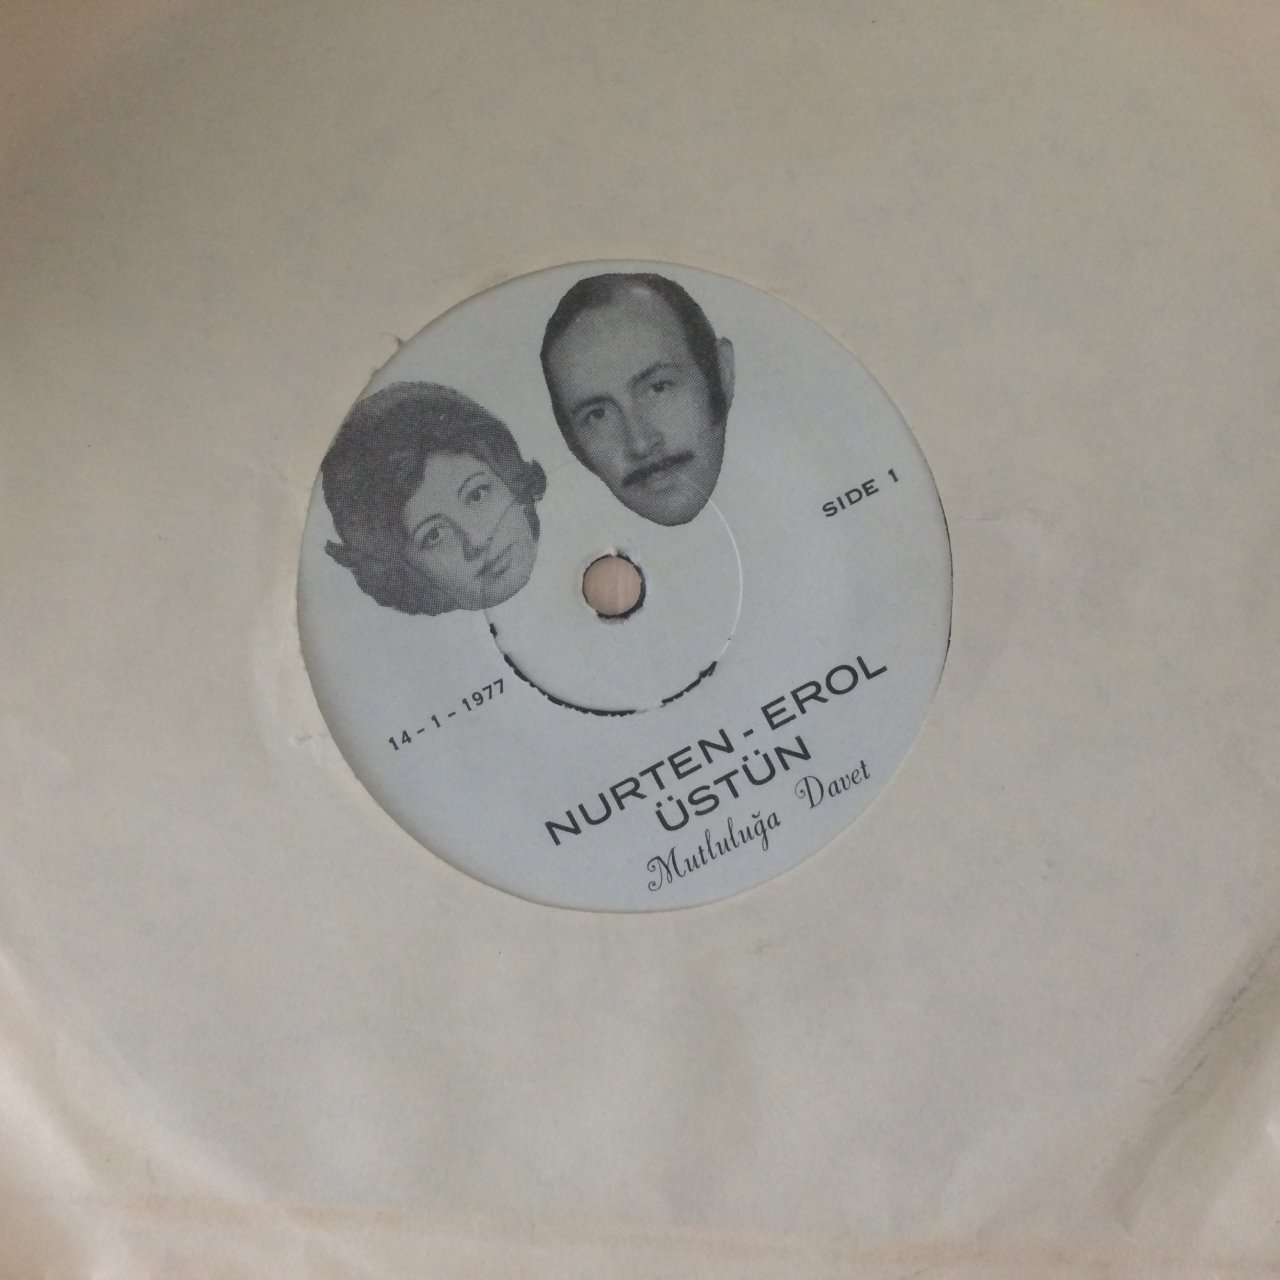 SIDE 1
14-1-1977
NURTEN - EROL
ÜSTÜN
Mutluluğa Davet